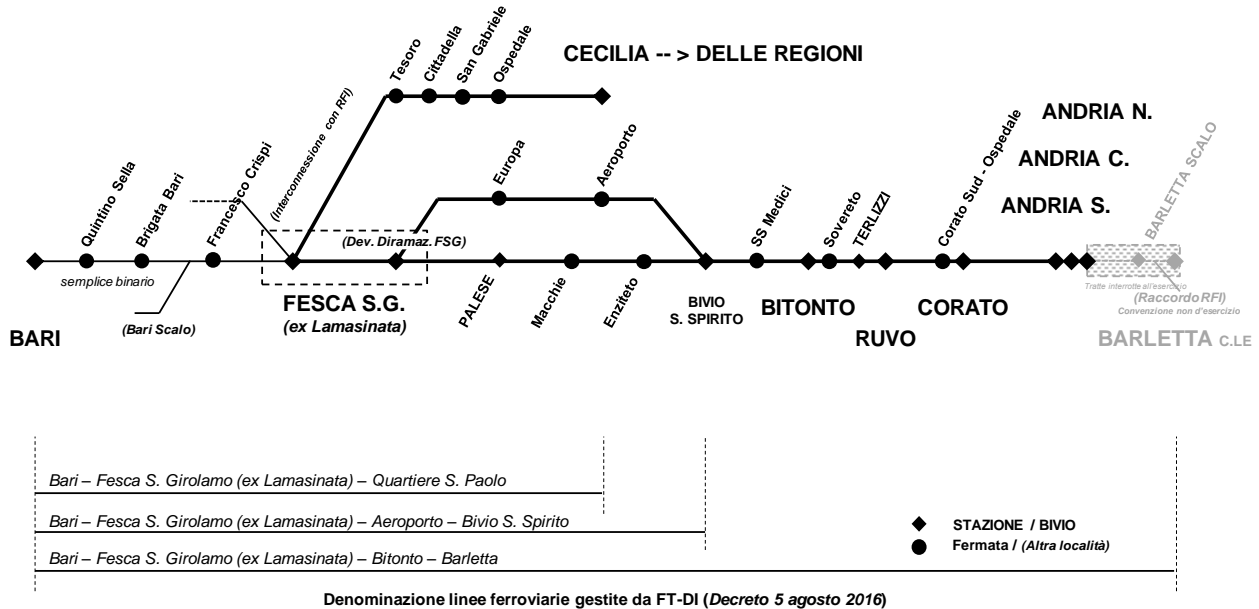 Tesoro
Cittadella
San Gabriele
Ospedale
CECILIA -- > DELLE REGIONI
ANDRIA N.
ANDRIA C.
ANDRIA S.
Quintino Sella
Brigata Bari
Francesco Crispi
(Interconnessione con RFI)
Europa
Aeroporto
SS Medici
Sovereto
TERLIZZI
Corato Sud - Ospedale
BARLETTA SCALO
(Dev. Diramaz. FSG)
semplice binario
(Bari Scalo)
FESCA S.G.
(ex Lamasinata)
PALESE
Macchie
Enziteto
BIVIO
S. SPIRITO
BITONTO
CORATO
Tratte interrotte all'esercizio
(Raccordo RFI)
Convenzione non d'esercizio
BARI
RUVO
BARLETTA C.LE
Bari – Fesca S. Girolamo (ex Lamasinata) – Quartiere S. Paolo
Bari – Fesca S. Girolamo (ex Lamasinata) – Aeroporto – Bivio S. Spirito
Bari – Fesca S. Girolamo (ex Lamasinata) – Bitonto – Barletta
STAZIONE / BIVIO
Fermata / (Altra località)
Denominazione linee ferroviarie gestite da FT-DI (Decreto 5 agosto 2016)